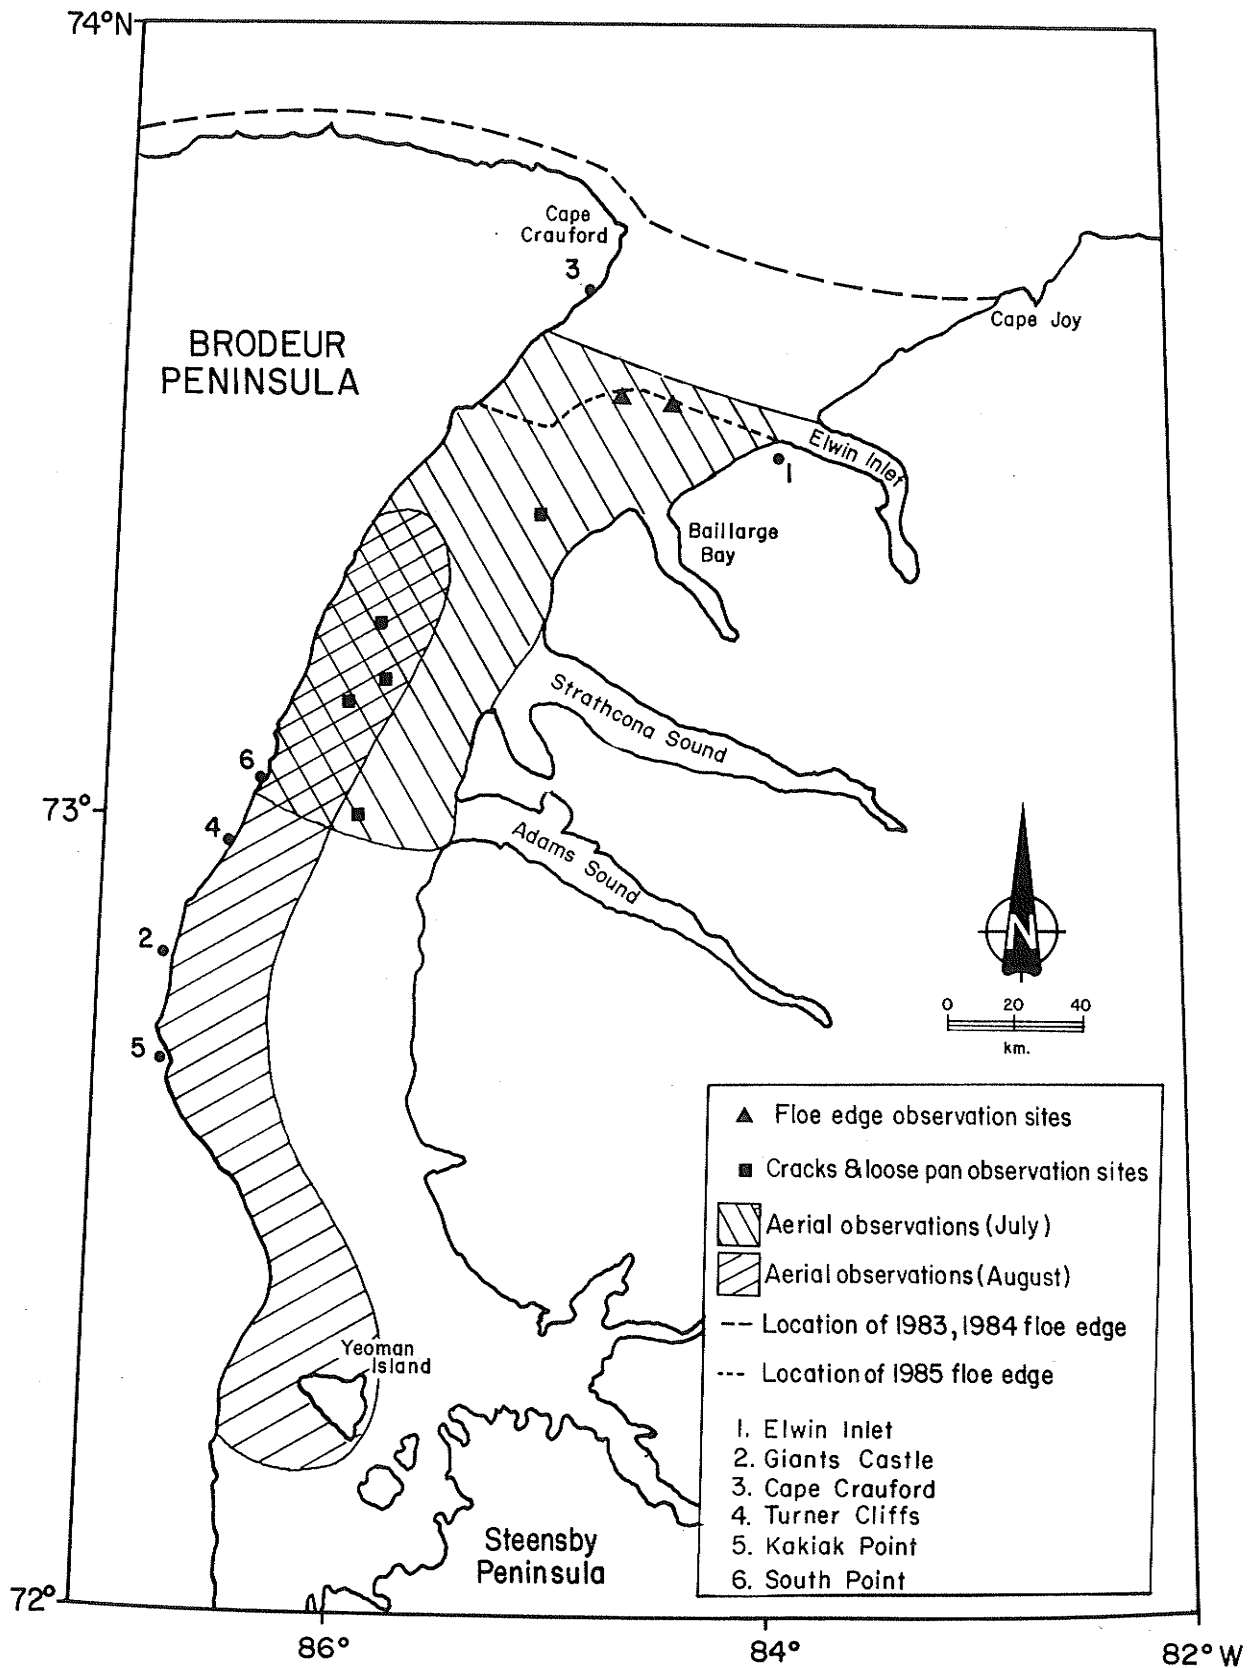 74°N
Cape
Crauford
3
Cape Joy
BRODEUR
PENINSULA
Elwin Inlet
1
Baillarge
Bay
Strathcona Sound
6
73°
4
Adams Sound
2
N
0 20 40
km.
5
Floe edge observation sites
Cracks & loose pan observation sites
Aerial observations (July)
Aerial observations (August)
Location of 1983, 1984 floe edge
Location of 1985 floe edge
1. Elwin Inlet
2. Giants Castle
3. Cape Crauford
4. Turner Cliffs
5. Kakiak Point
6. South Point
Yeoman
Island
Steensby
Peninsula
72°
86°
84°
82°W